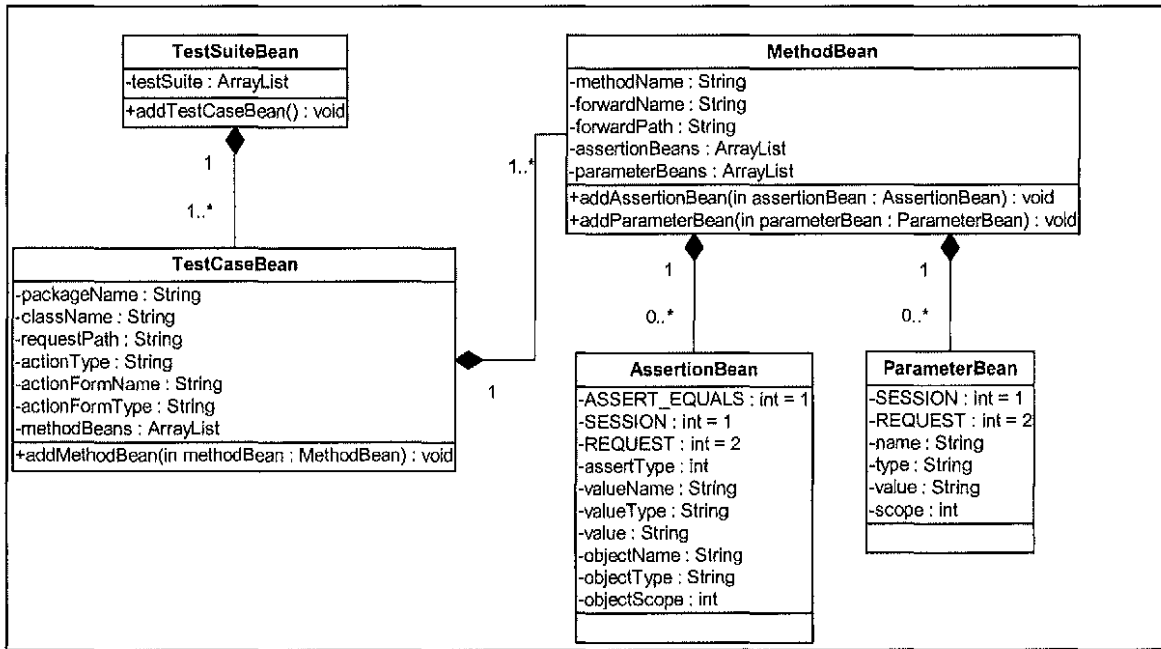 TestSuiteBean
-testSuite : ArrayList
+addTestCaseBean() : void
1
1..*
TestCaseBean
-packageName : String
-className : String
-requestPath : String
-actionType : String
-actionFormName : String
-actionFormType : String
-methodBeans : ArrayList
+addMethodBean(in methodBean : MethodBean) : void
1
1..*
MethodBean
-methodName : String
-forwardName : String
-forwardPath : String
-assertionBeans : ArrayList
-parameterBeans : ArrayList
+addAssertionBean(in assertionBean : AssertionBean) : void
+addParameterBean(in parameterBean : ParameterBean) : void
1
0..*
1
0..*
AssertionBean
-ASSERT_EQUALS : int = 1
-SESSION : int = 1
-REQUEST : int = 2
-assertType : int
-valueName : String
-valueType : String
-value : String
-objectName : String
-objectType : String
-objectScope : int
ParameterBean
-SESSION : int = 1
-REQUEST : int = 2
-name : String
-type : String
-value : String
-scope : int